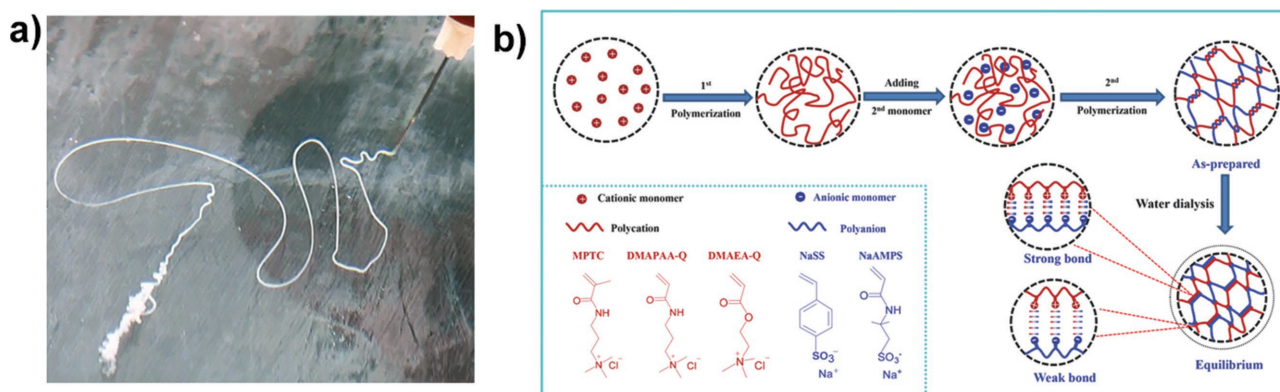 a)
b)
1st
Polymerization
Adding
2nd monomer
2nd
Polymerization
As-prepared
Water dialysis
Strong bond
Weak bond
Equilibrium
Cationic monomer
Anionic monomer
Polycation
Polyanion
MPTC DMAPAA-Q DMAEA-Q NaSS NaAMPS
O NH N+ Cl−
O NH N+ Cl−
O O N+ Cl−
SO3− Na+
O NH SO3− Na+